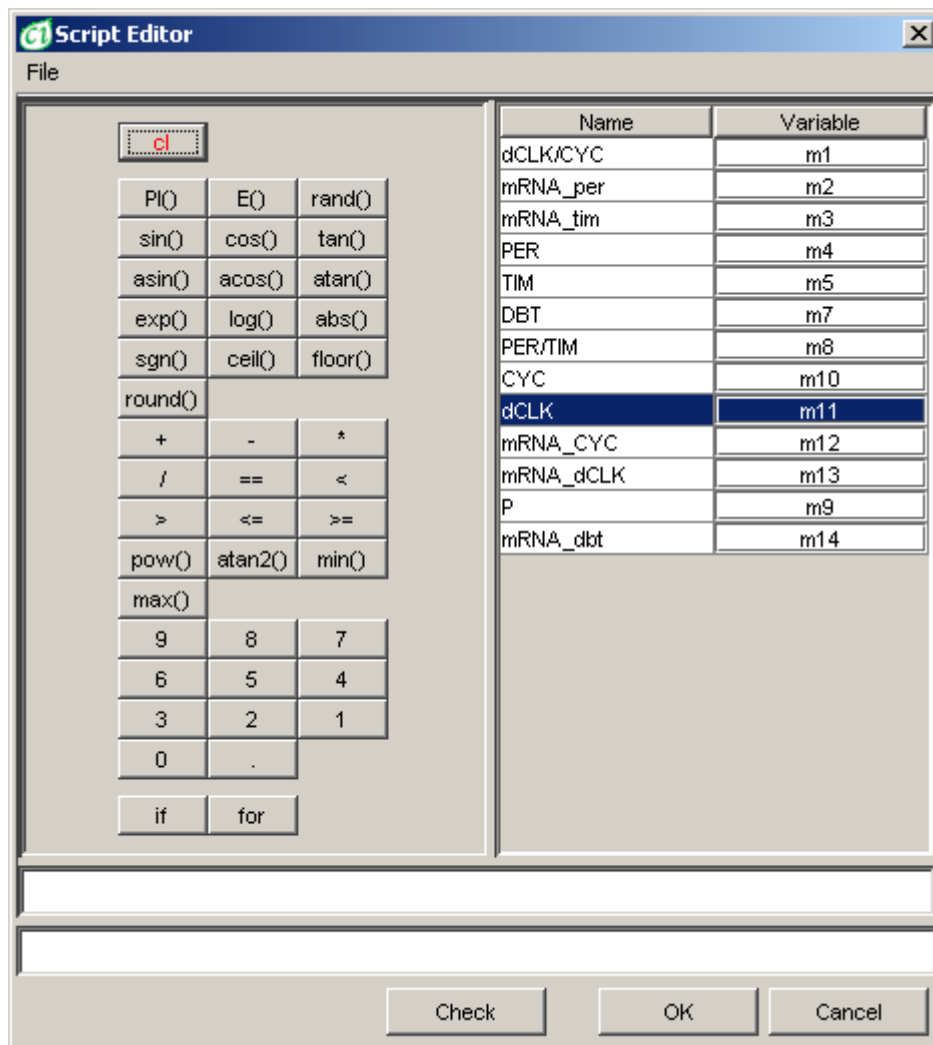 Script Editor
File
cl
PI() E() rand()
sin() cos() tan()
asin() acos() atan()
exp() log() abs()
sgn() ceil() floor()
round()
+ - *
/ == <
> <= >=
pow() atan2() min()
max()
9 8 7
6 5 4
3 2 1
0 .
if for
Name Variable
dCLK/CYC m1
mRNA_per m2
mRNA_tim m3
PER m4
TIM m5
DBT m7
PER/TIM m8
CYC m10
dCLK m11
mRNA_CYC m12
mRNA_dCLK m13
P m9
mRNA_dbt m14
Check OK Cancel